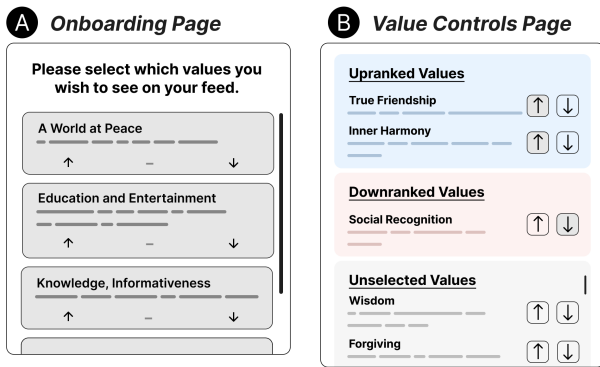 A Onboarding Page
Please select which values you
wish to see on your feed.
A World at Peace
↑ – ↓
Education and Entertainment
↑ – ↓
Knowledge, Informativeness
↑ – ↓
B Value Controls Page
Upranked Values
True Friendship ↑ ↓
Inner Harmony ↑ ↓
Downranked Values
Social Recognition ↑ ↓
Unselected Values
Wisdom ↑ ↓
Forgiving ↑ ↓